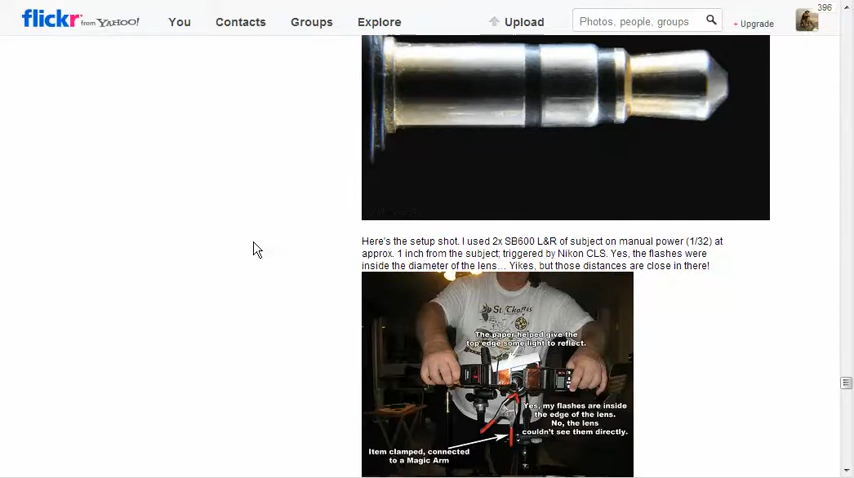 flickr from YAHOO! You Contacts Groups Explore Upload Photos, people, groups Upgrade 396
Here's the setup shot. I used 2x SB600 L&R of subject on manual power (1/32) at
approx. 1 inch from the subject; triggered by Nikon CLS. Yes, the flashes were
inside the diameter of the lens… Yikes, but those distances are close in there!
St. Thomas
The paper helped give the
top edge some light to reflect.
Yes, my flashes are inside
the edge of the lens.
No, the lens
couldn't see them directly.
Item clamped, connected
to a Magic Arm